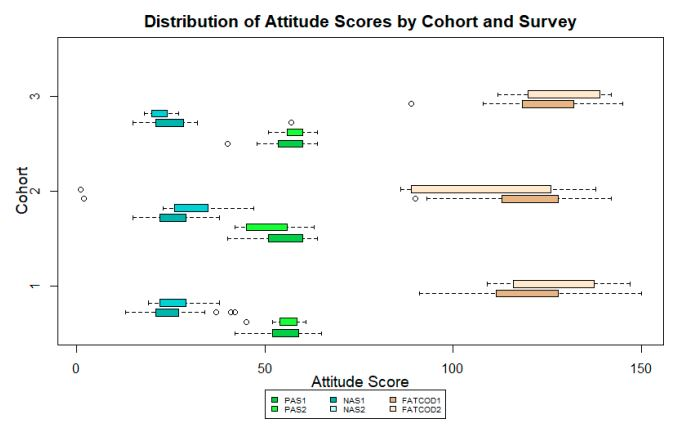 Distribution of Attitude Scores by Cohort and Survey
3
2
1
Cohort
0 50 100 150
Attitude Score
PAS1 NAS1 FATCOD1
PAS2 NAS2 FATCOD2